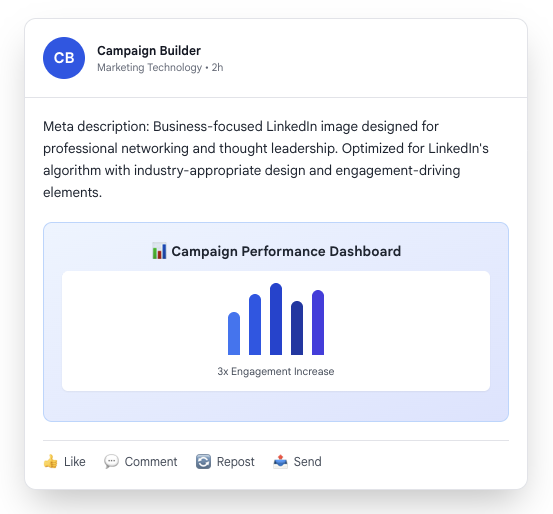 CB
Campaign Builder
Marketing Technology • 2h
Meta description: Business-focused LinkedIn image designed for
professional networking and thought leadership. Optimized for LinkedIn's
algorithm with industry-appropriate design and engagement-driving
elements.
📊 Campaign Performance Dashboard
3x Engagement Increase
👍 Like 💬 Comment 🔄 Repost 📤 Send